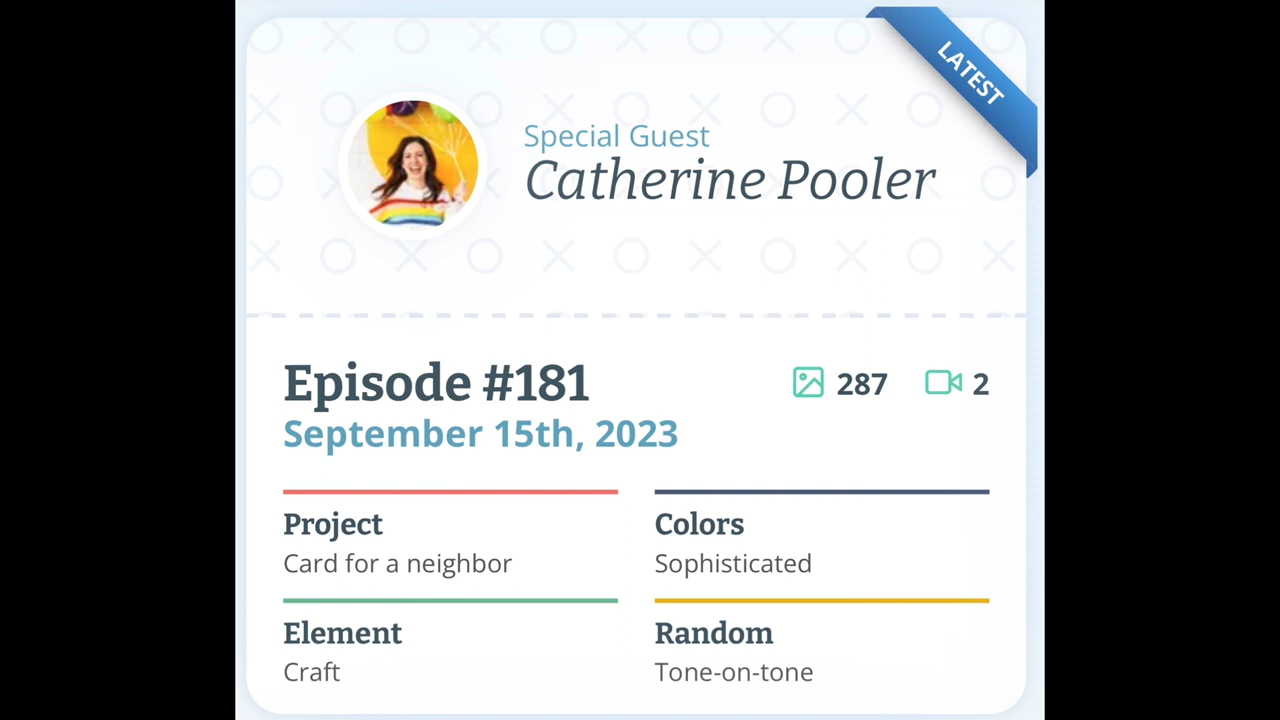 LATEST
Special Guest
Catherine Pooler
Episode #181
287
2
September 15th, 2023
Project
Card for a neighbor
Colors
Sophisticated
Element
Craft
Random
Tone-on-tone